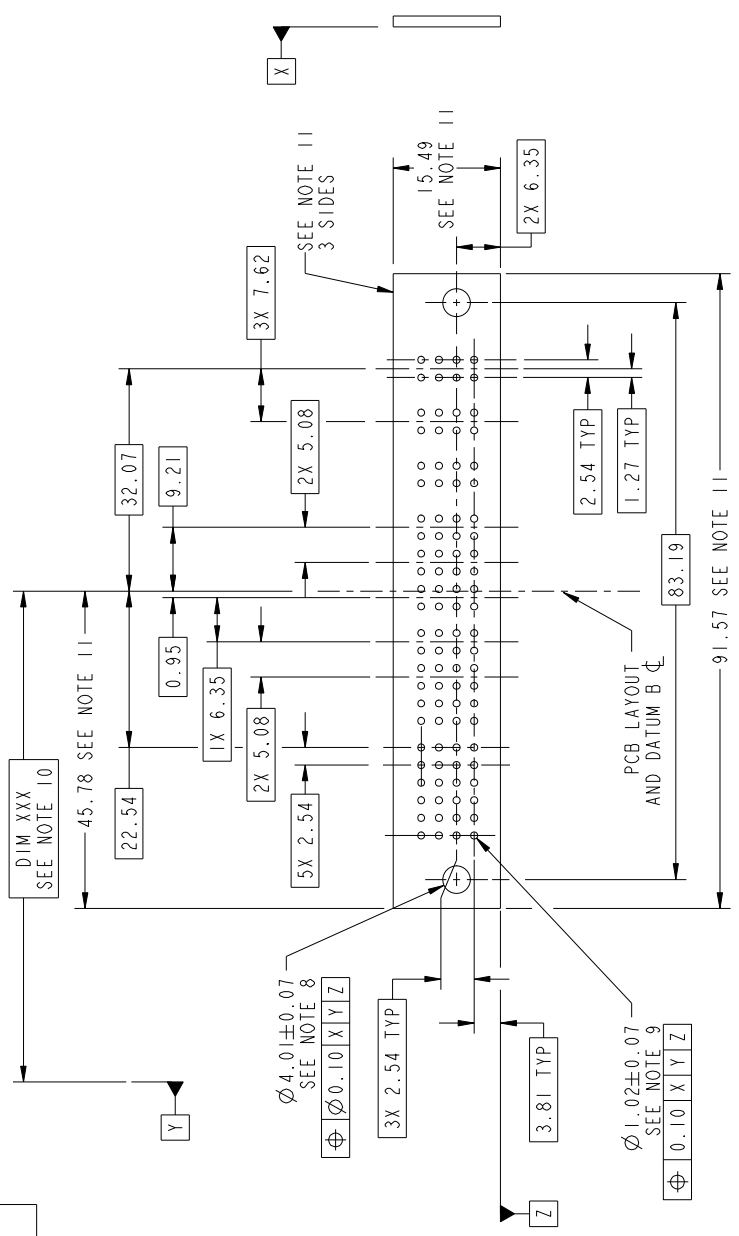 DIM XXX
SEE NOTE 10
45.78 SEE NOTE 11
22.54
32.07
0.95
9.21
1X 6.35
3X 7.62
2X 5.08
2X 5.08
5X 2.54
SEE NOTE 11
3 SIDES
X
Y
Z
Ø4.01±0.07
SEE NOTE 8
⌖ Ø0.10 X Y Z
3X 2.54 TYP
3.81 TYP
Ø1.02±0.07
SEE NOTE 9
⌖ 0.10 X Y Z
15.49
SEE NOTE 11
2X 6.35
2.54 TYP
1.27 TYP
PCB LAYOUT
AND DATUM B ℄
83.19
91.57 SEE NOTE 11